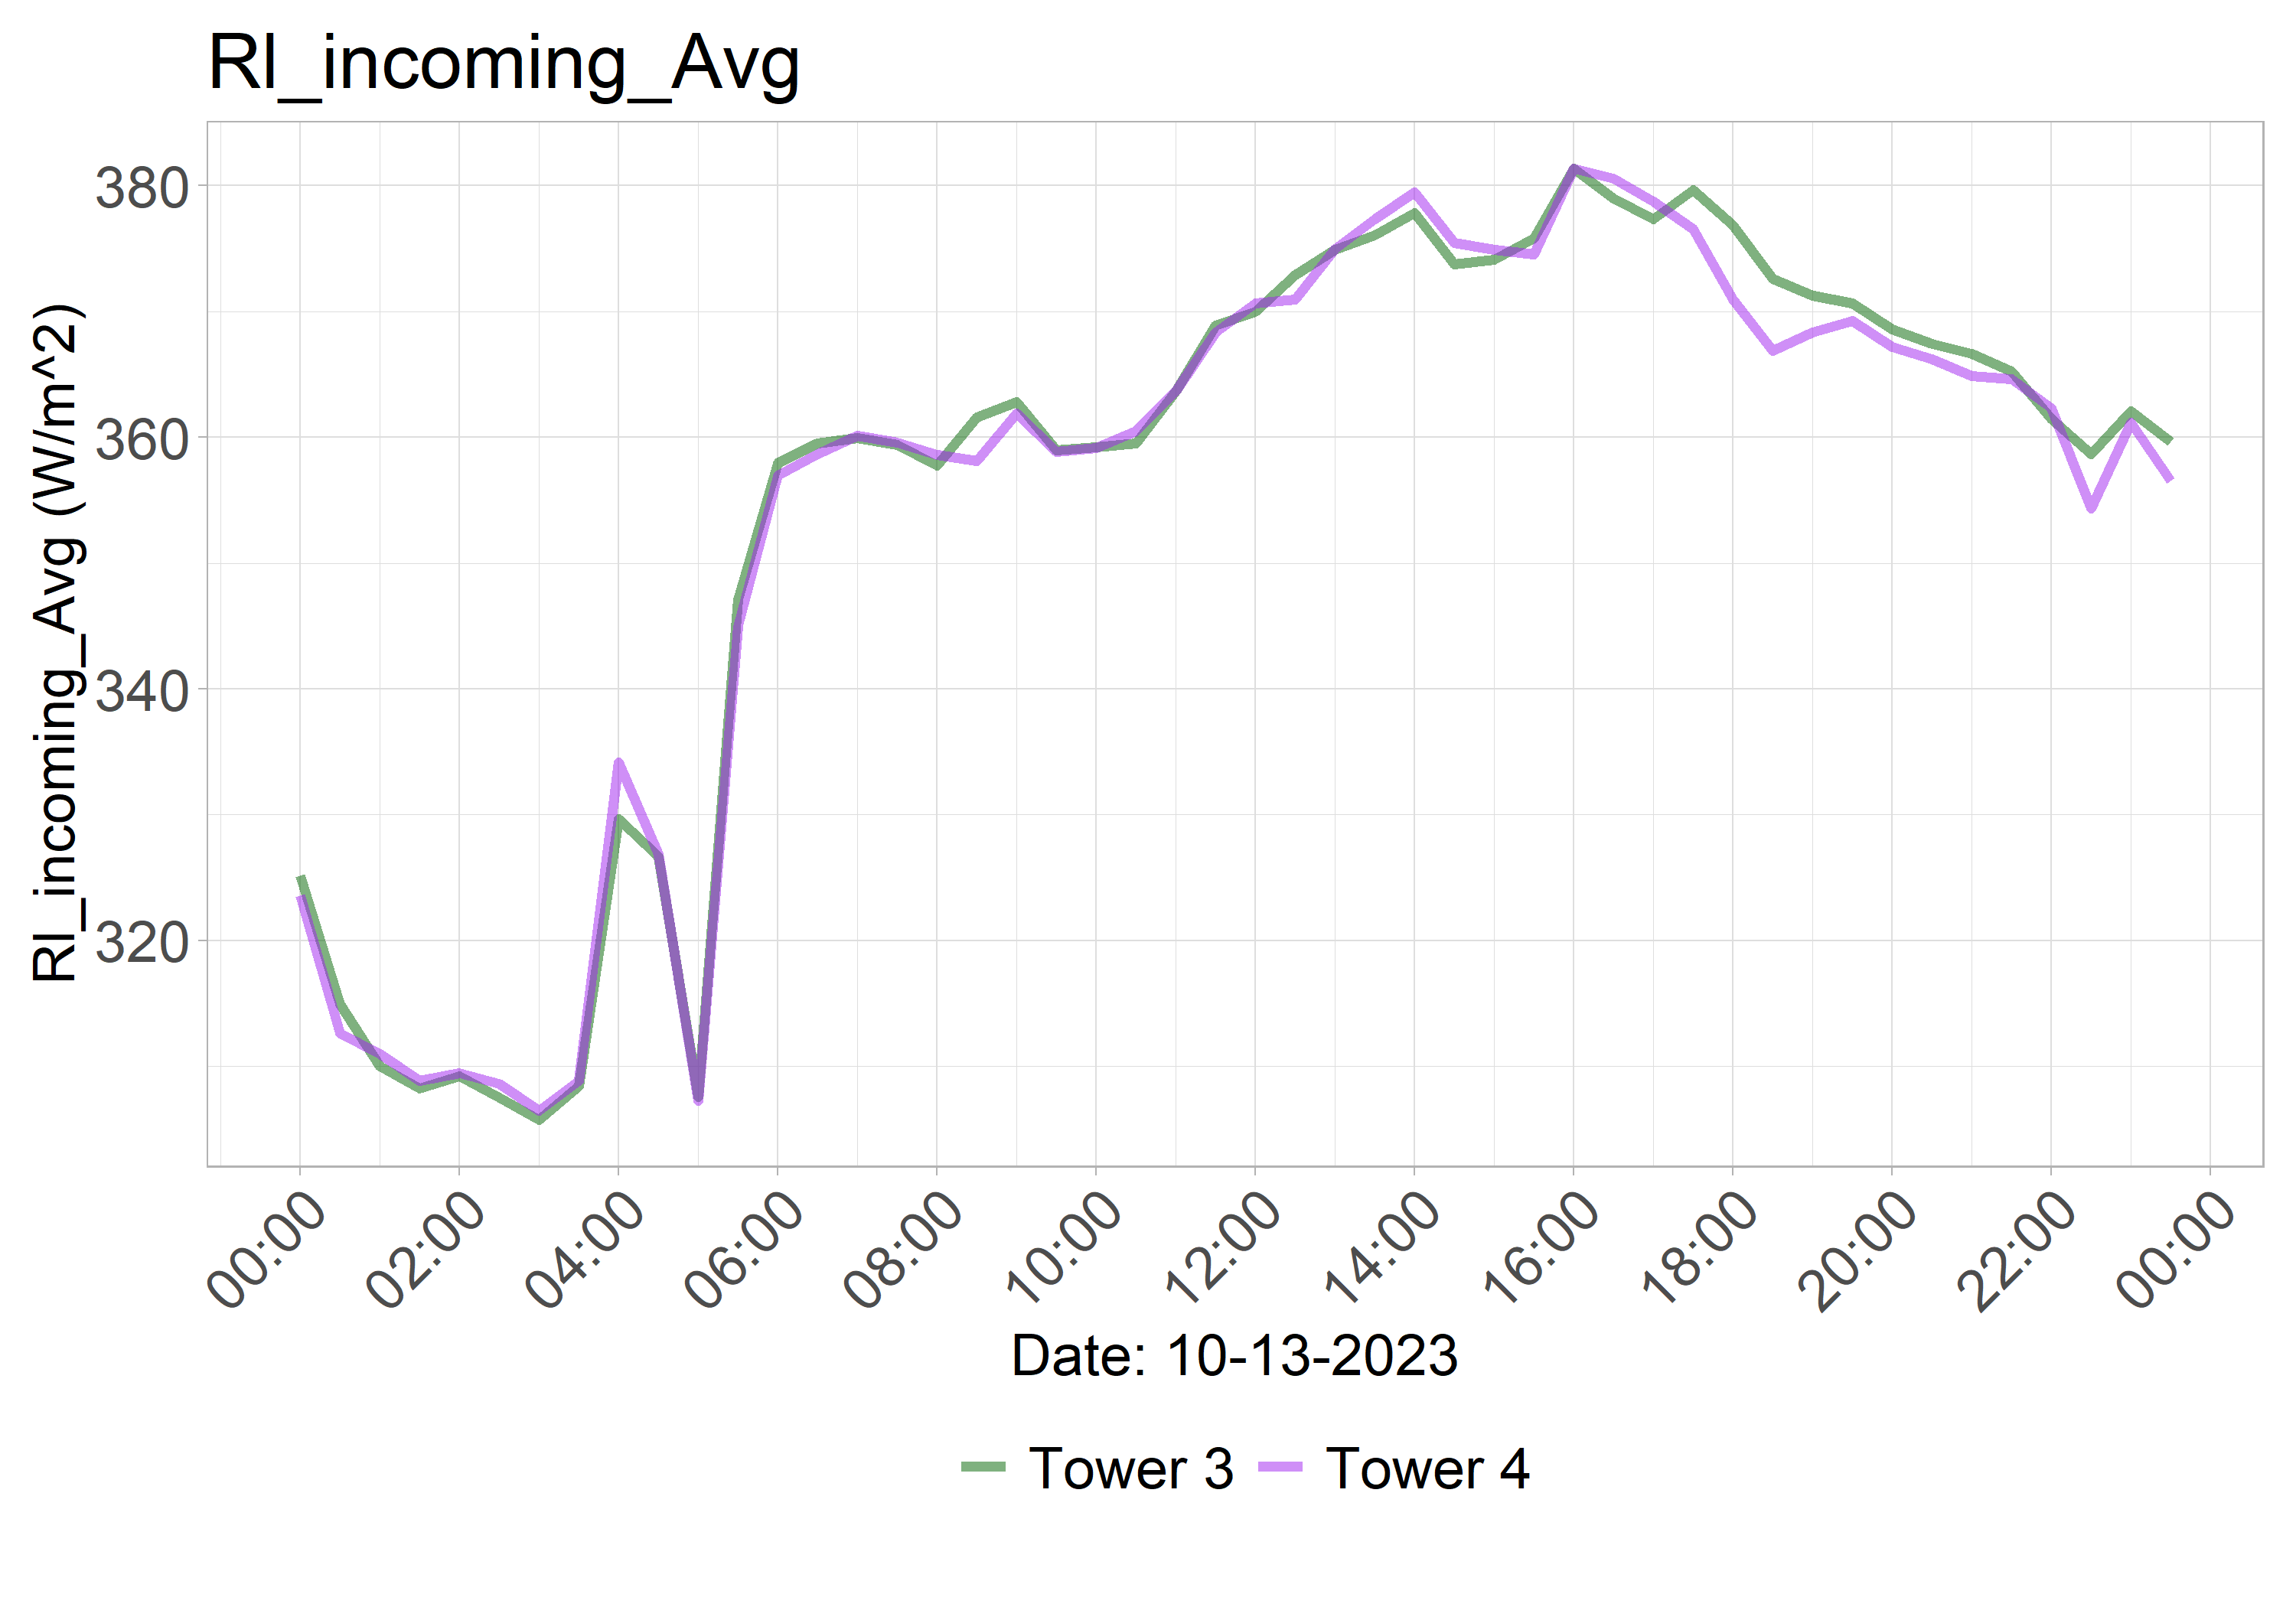 Rl_incoming_Avg
Rl_incoming_Avg (W/m^2)
380
360
340
320
00:00 02:00 04:00 06:00 08:00 10:00 12:00 14:00 16:00 18:00 20:00 22:00 00:00
Date: 10-13-2023
Tower 3 Tower 4